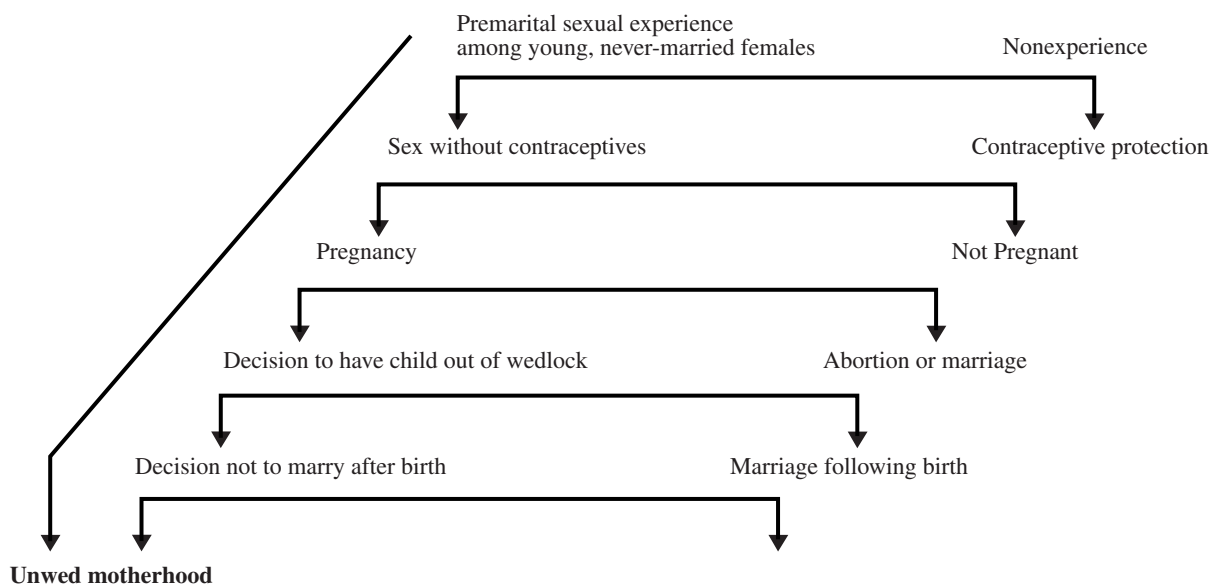 Premarital sexual experience
among young, never-married females
Nonexperience
Sex without contraceptives
Contraceptive protection
Pregnancy
Not Pregnant
Decision to have child out of wedlock
Abortion or marriage
Decision not to marry after birth
Marriage following birth
Unwed motherhood